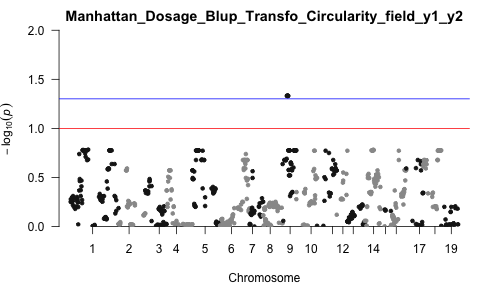 Manhattan_Dosage_Blup_Transfo_Circularity_field_y1_y2
2.0
1.5
1.0
0.5
0.0
− log₁₀(p)
1 2 3 4 5 6 7 8 9 10 12 14 17 19
Chromosome